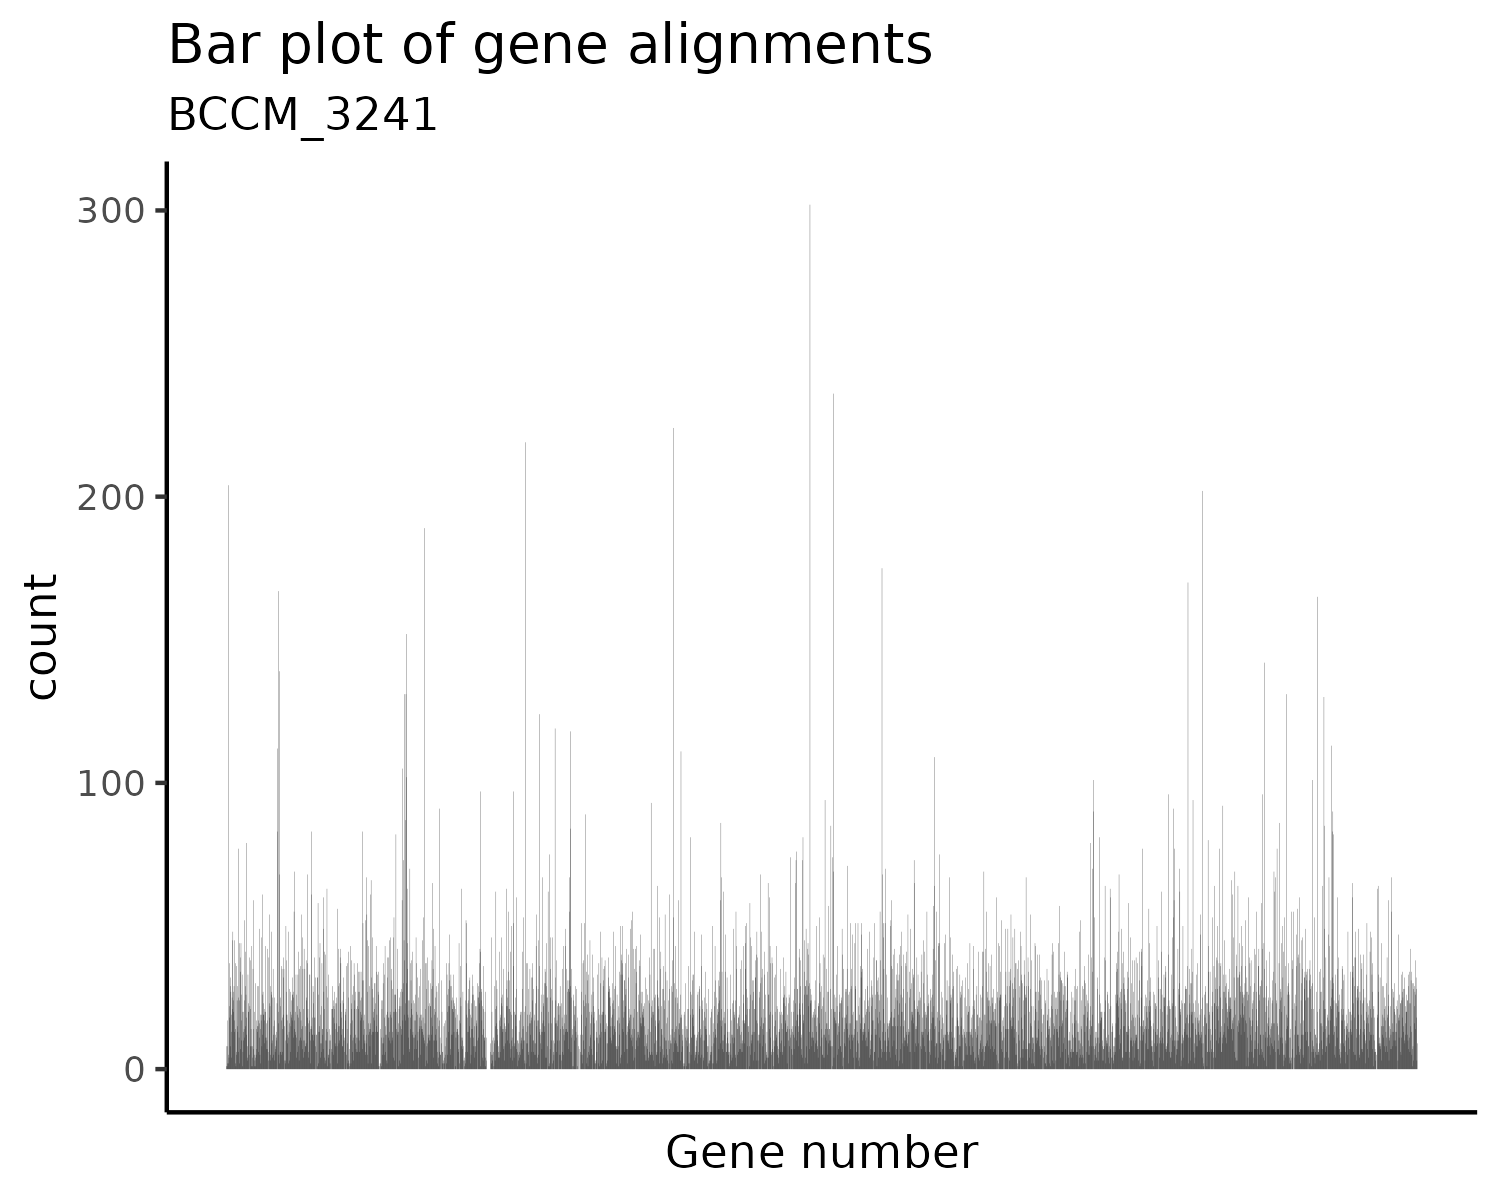 Bar plot of gene alignments
BCCM_3241
300
200
100
0
count
Gene number